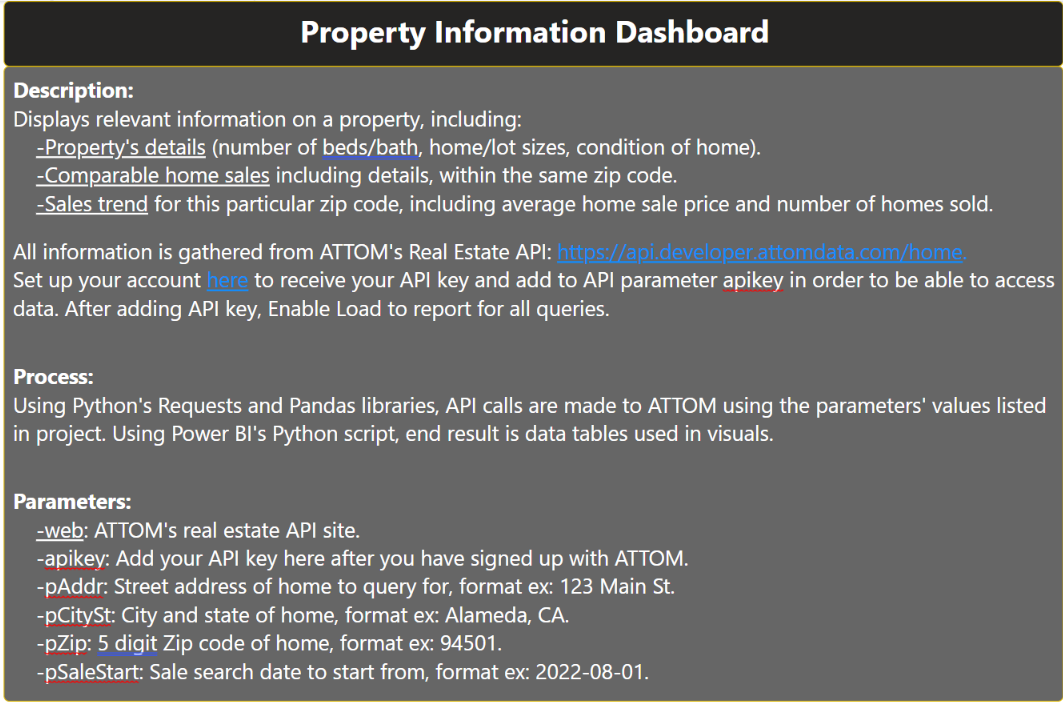 Property Information Dashboard
Description:
Displays relevant information on a property, including:
-Property's details (number of beds/bath, home/lot sizes, condition of home).
-Comparable home sales including details, within the same zip code.
-Sales trend for this particular zip code, including average home sale price and number of homes sold.
All information is gathered from ATTOM's Real Estate API: https://api.developer.attomdata.com/home.
Set up your account here to receive your API key and add to API parameter apikey in order to be able to access
data. After adding API key, Enable Load to report for all queries.
Process:
Using Python's Requests and Pandas libraries, API calls are made to ATTOM using the parameters' values listed
in project. Using Power BI's Python script, end result is data tables used in visuals.
Parameters:
-web: ATTOM's real estate API site.
-apikey: Add your API key here after you have signed up with ATTOM.
-pAddr: Street address of home to query for, format ex: 123 Main St.
-pCitySt: City and state of home, format ex: Alameda, CA.
-pZip: 5 digit Zip code of home, format ex: 94501.
-pSaleStart: Sale search date to start from, format ex: 2022-08-01.